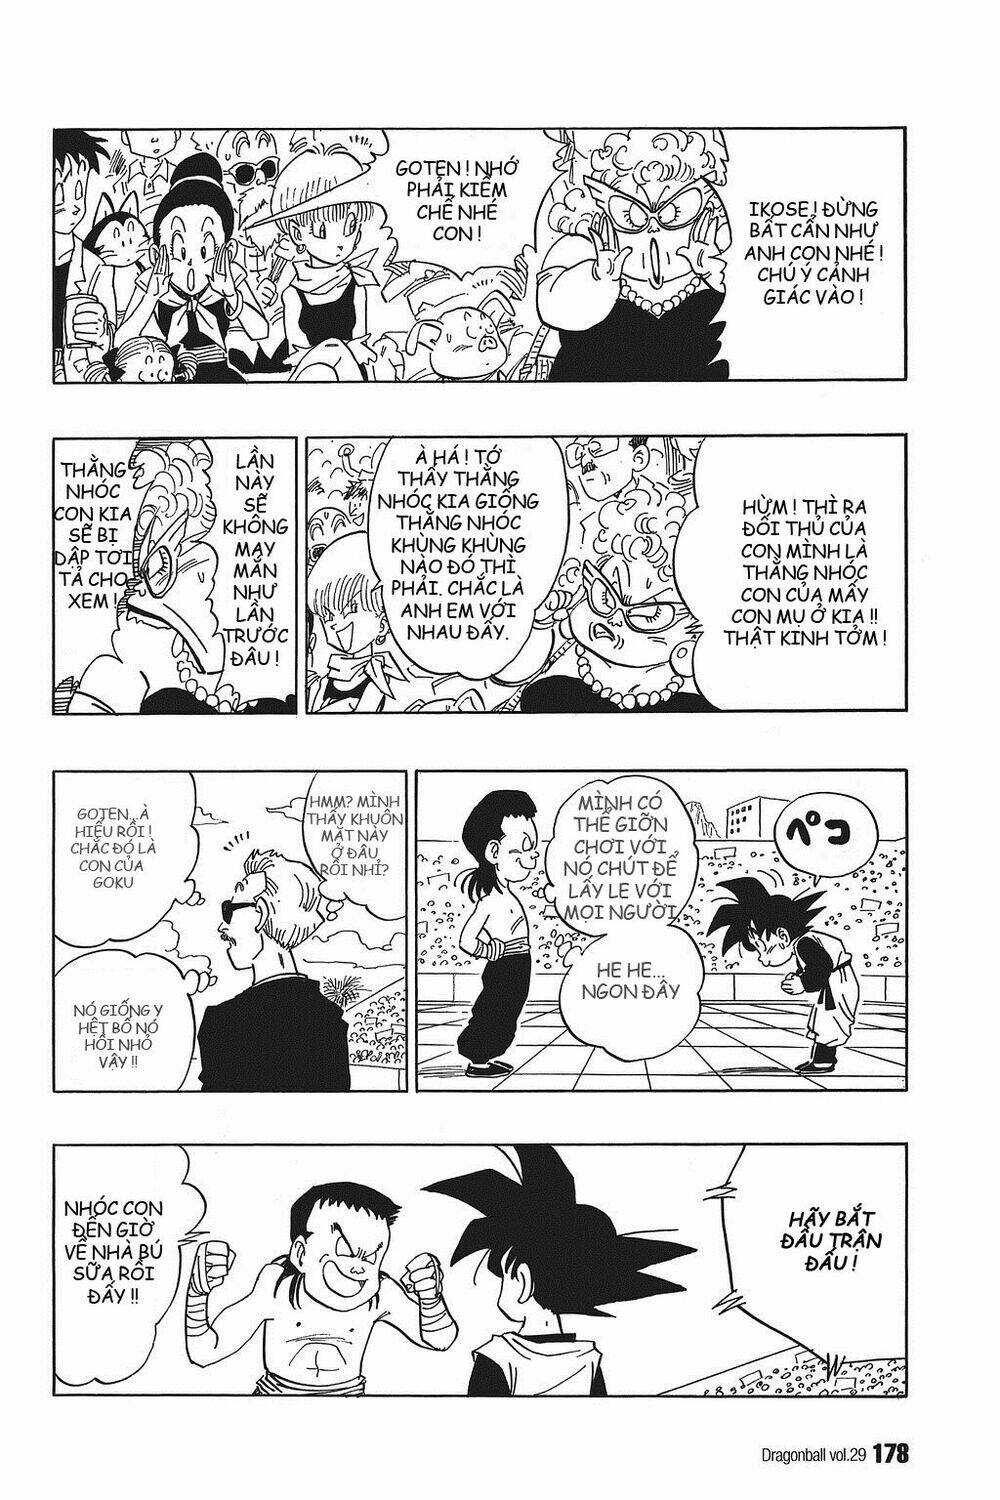 IKOSE! ĐỪNG
BẤT CẨN NHƯ
ANH CON NHÉ!
CHÚ Ý CẢNH
GIÁC VÀO!
GOTEN! NHỚ
PHẢI KIỀM
CHẾ NHÉ
CON!
HỪM! THÌ RA
ĐỐI THỦ CỦA
CON MÌNH LÀ
THẰNG NHÓC
CON CỦA MẤY
CON MỤ Ở KIA!!
THẬT KINH TỞM!
À HÁ! TỚ
THẤY THẰNG
NHÓC KIA GIỐNG
THẰNG NHÓC
KHÙNG KHÙNG
NÀO ĐÓ THÌ
PHẢI. CHẮC LÀ
ANH EM VỚI
NHAU ĐẤY.
LẦN
NÀY
SẼ
KHÔNG
MAY
MẮN
NHƯ
LẦN
TRƯỚC
ĐÂU!
THẰNG
NHÓC
CON KIA
SẼ BỊ
DẬP TƠI
TẢ CHO
XEM!
ペコ
MÌNH CÓ
THỂ GIỠN
CHƠI VỚI
NÓ CHÚT ĐỂ
LẤY LE VỚI
MỌI NGƯỜI
HE HE...
NGON ĐÂY
HMM? MÌNH
THẤY KHUÔN
MẶT NÀY
Ở ĐÂU
RỒI NHỈ?
GOTEN.. À
HIỂU RỒI!
CHẮC ĐÓ LÀ
CON CỦA
GOKU
NÓ GIỐNG Y
HỆT BỐ NÓ
HỒI NHỎ
VẬY!!
HÃY BẮT
ĐẦU TRẬN
ĐẤU!
NHÓC CON
ĐẾN GIỜ
VỀ NHÀ BÚ
SỮA RỒI
ĐẤY!!
Dragonball vol.29 178